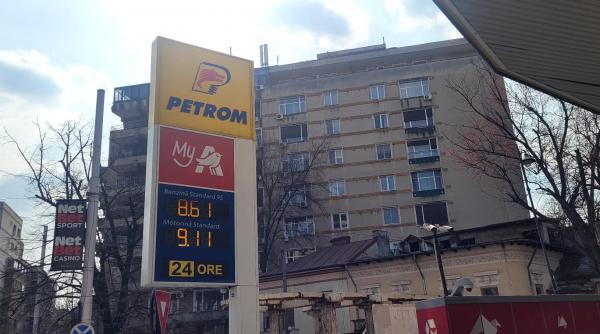 PETROM
My
Benzină Standard 95
8.61
Motorină Standard
9.11
24 ORE
NetBet
SPORT
NetBet
CASINO